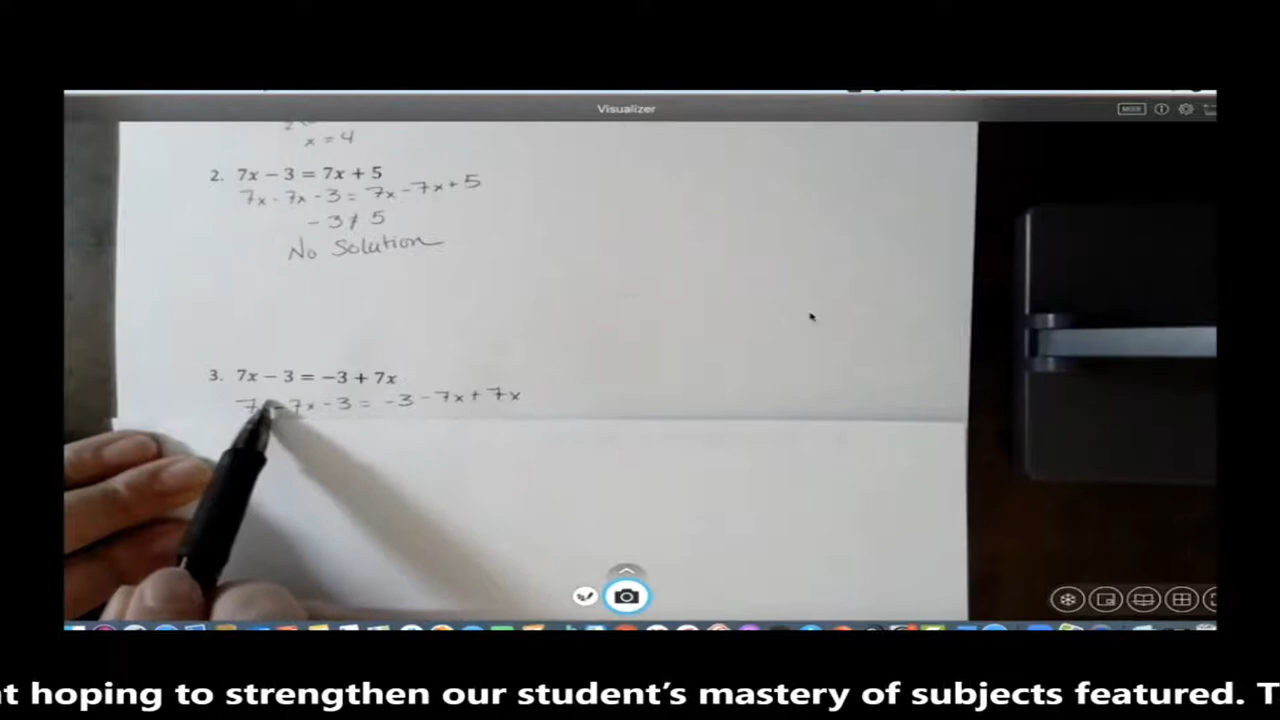 Visualizer
MODE
x = 4
2. 7x − 3 = 7x + 5
7x - 7x - 3 = 7x - 7x + 5
- 3 ≠ 5
No Solution
3. 7x − 3 = −3 + 7x
7x - 7x - 3 = -3 - 7x + 7x
t hoping to strengthen our student’s mastery of subjects featured. T